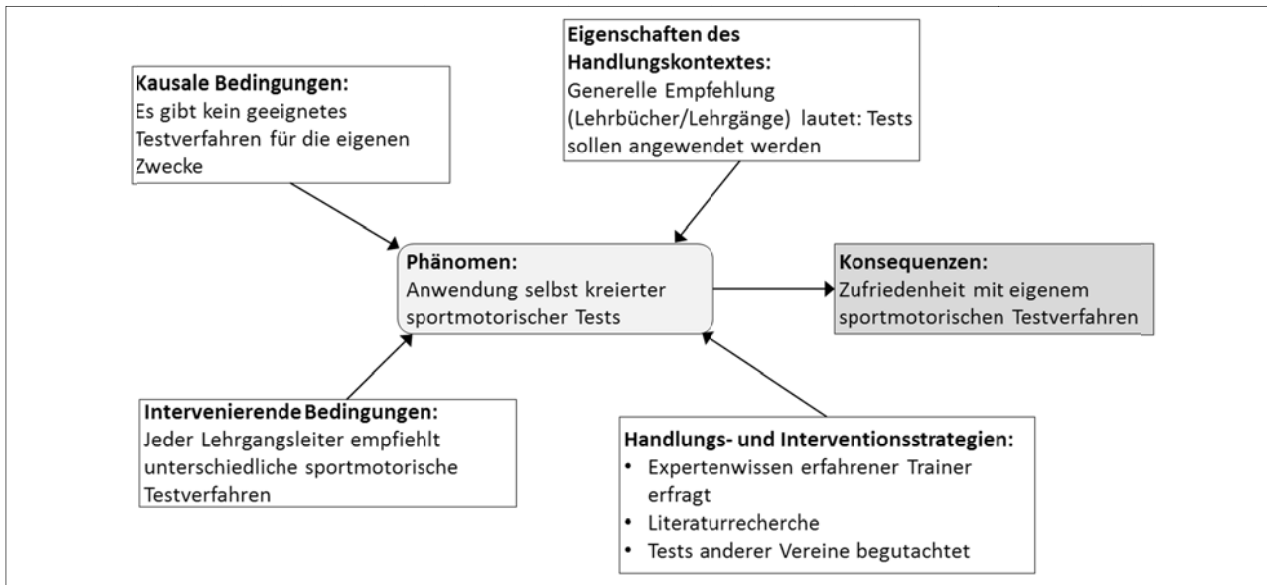 Kausale Bedingungen:
Es gibt kein geeignetes
Testverfahren für die eigenen
Zwecke
Eigenschaften des
Handlungskontextes:
Generelle Empfehlung
(Lehrbücher/Lehrgänge) lautet: Tests
sollen angewendet werden
Phänomen:
Anwendung selbst kreierter
sportmotorischer Tests
Konsequenzen:
Zufriedenheit mit eigenem
sportmotorischen Testverfahren
Intervenierende Bedingungen:
Jeder Lehrgangsleiter empfiehlt
unterschiedliche sportmotorische
Testverfahren
Handlungs- und Interventionsstrategien:
• Expertenwissen erfahrener Trainer
erfragt
• Literaturrecherche
• Tests anderer Vereine begutachtet